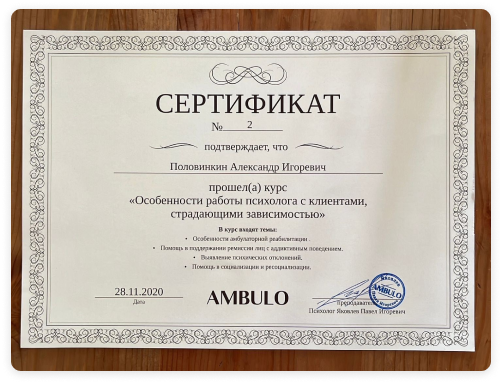 СЕРТИФИКАТ
№ 2
подтверждает, что
Половинкин Александр Игоревич
прошел(а) курс
«Особенности работы психолога с клиентами,
страдающими зависимостью»
В курс входят темы:
• Особенности амбулаторной реабилитации.
• Помощь в поддержании ремиссии лиц с аддиктивным поведением.
• Выявление психических отклонений.
• Помощь в социализации и ресоциализации.
28.11.2020
Дата
AMBULO
преподаватель
Психолог Яковлев Павел Игоревич
AMBULO